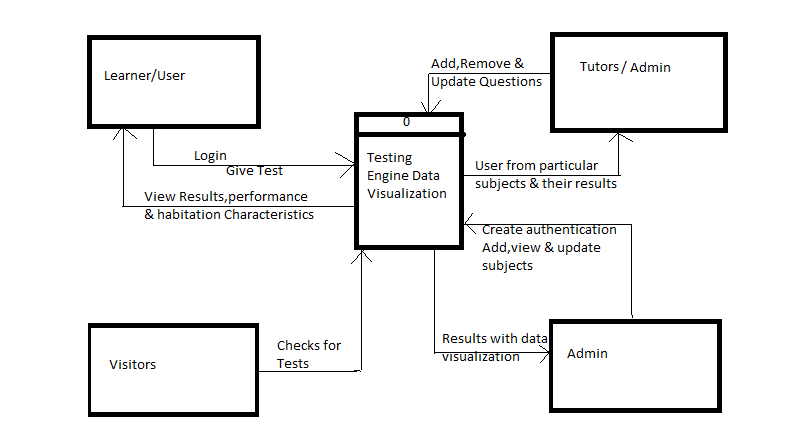 Learner/User
Add,Remove &
Update Questions
Tutors/ Admin
0
Testing
Engine Data
Visualization
Login
Give Test
View Results,performance
& habitation Characteristics
User from particular
subjects & their results
Create authentication
Add,view & update
subjects
Visitors
Checks for
Tests
Results with data
visualization
Admin